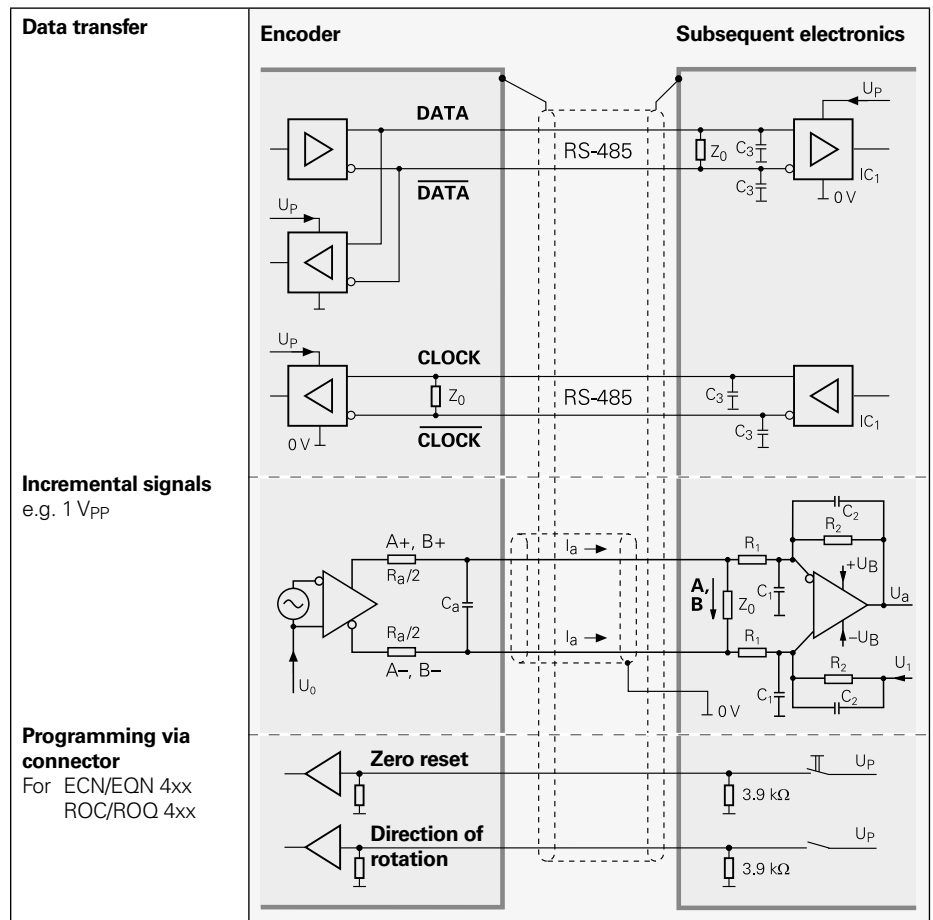 Data transfer
Encoder
Subsequent electronics
UP
DATA
RS-485
Z0
C3
C3
IC1
0 V
DATA
UP
UP
CLOCK
Z0
RS-485
C3
C3
IC1
0 V
CLOCK
Incremental signals
e.g. 1 VPP
A+, B+
Ra/2
Ca
Ra/2
A–, B–
U0
Ia
Ia
0 V
A,
B
Z0
R1
C1
R1
C1
C2
R2
+UB
Ua
–UB
R2
U1
C2
Programming via
connector
For ECN/EQN 4xx
ROC/ROQ 4xx
Zero reset
UP
3.9 kΩ
Direction of
rotation
UP
3.9 kΩ